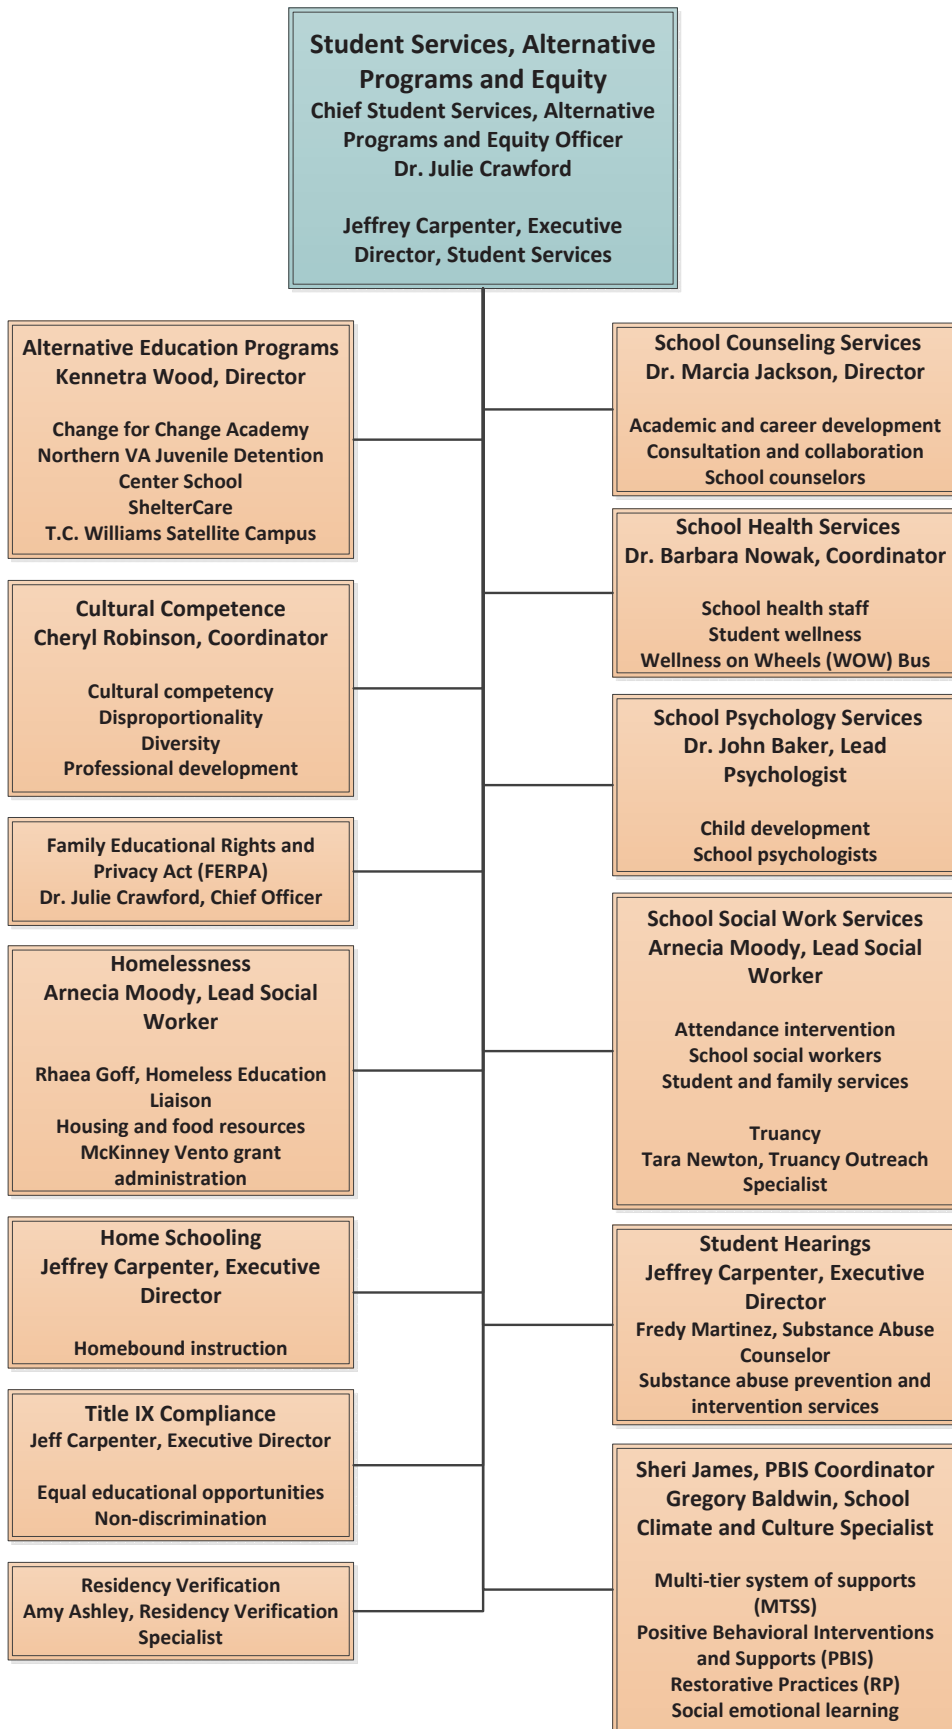 Student Services, Alternative
Programs and Equity
Chief Student Services, Alternative
Programs and Equity Officer
Dr. Julie Crawford
Jeffrey Carpenter, Executive
Director, Student Services
Alternative Education Programs
Kennetra Wood, Director
Change for Change Academy
Northern VA Juvenile Detention
Center School
ShelterCare
T.C. Williams Satellite Campus
Cultural Competence
Cheryl Robinson, Coordinator
Cultural competency
Disproportionality
Diversity
Professional development
Family Educational Rights and
Privacy Act (FERPA)
Dr. Julie Crawford, Chief Officer
Homelessness
Arnecia Moody, Lead Social
Worker
Rhaea Goff, Homeless Education
Liaison
Housing and food resources
McKinney Vento grant
administration
Home Schooling
Jeffrey Carpenter, Executive
Director
Homebound instruction
Title IX Compliance
Jeff Carpenter, Executive Director
Equal educational opportunities
Non-discrimination
Residency Verification
Amy Ashley, Residency Verification
Specialist
School Counseling Services
Dr. Marcia Jackson, Director
Academic and career development
Consultation and collaboration
School counselors
School Health Services
Dr. Barbara Nowak, Coordinator
School health staff
Student wellness
Wellness on Wheels (WOW) Bus
School Psychology Services
Dr. John Baker, Lead
Psychologist
Child development
School psychologists
School Social Work Services
Arnecia Moody, Lead Social
Worker
Attendance intervention
School social workers
Student and family services
Truancy
Tara Newton, Truancy Outreach
Specialist
Student Hearings
Jeffrey Carpenter, Executive
Director
Fredy Martinez, Substance Abuse
Counselor
Substance abuse prevention and
intervention services
Sheri James, PBIS Coordinator
Gregory Baldwin, School
Climate and Culture Specialist
Multi-tier system of supports
(MTSS)
Positive Behavioral Interventions
and Supports (PBIS)
Restorative Practices (RP)
Social emotional learning